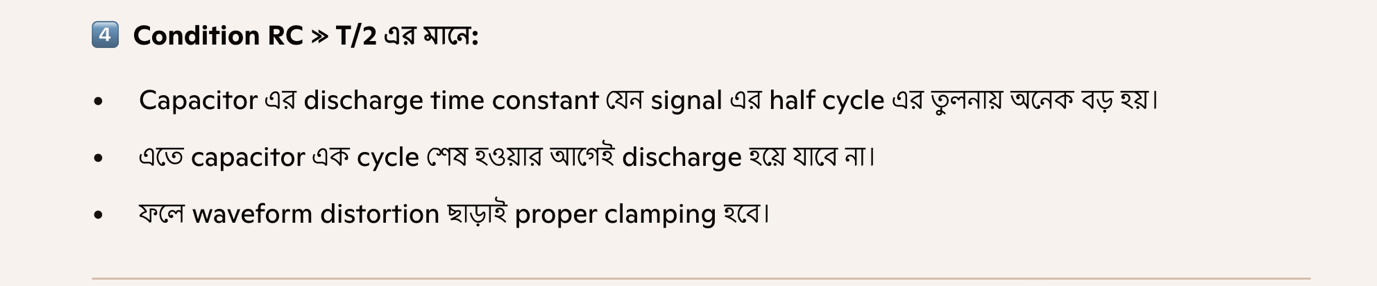 4 Condition RC >> T/2 এর মানে:
• Capacitor এর discharge time constant যেন signal এর half cycle এর তুলনায় অনেক বড় হয়।
• এতে capacitor এক cycle শেষ হওয়ার আগেই discharge হয়ে যাবে না।
• ফলে waveform distortion ছাড়াই proper clamping হবে।